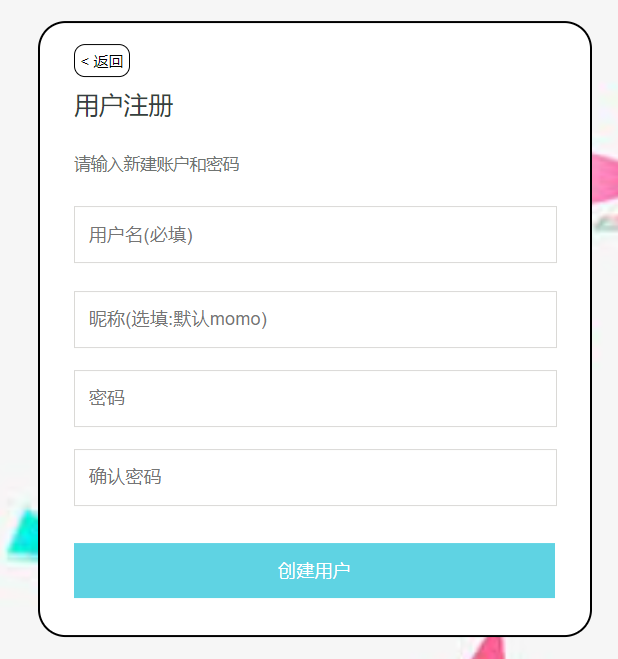 < 返回
用户注册
请输入新建账户和密码
用户名(必填)
昵称(选填:默认momo)
密码
确认密码
创建用户